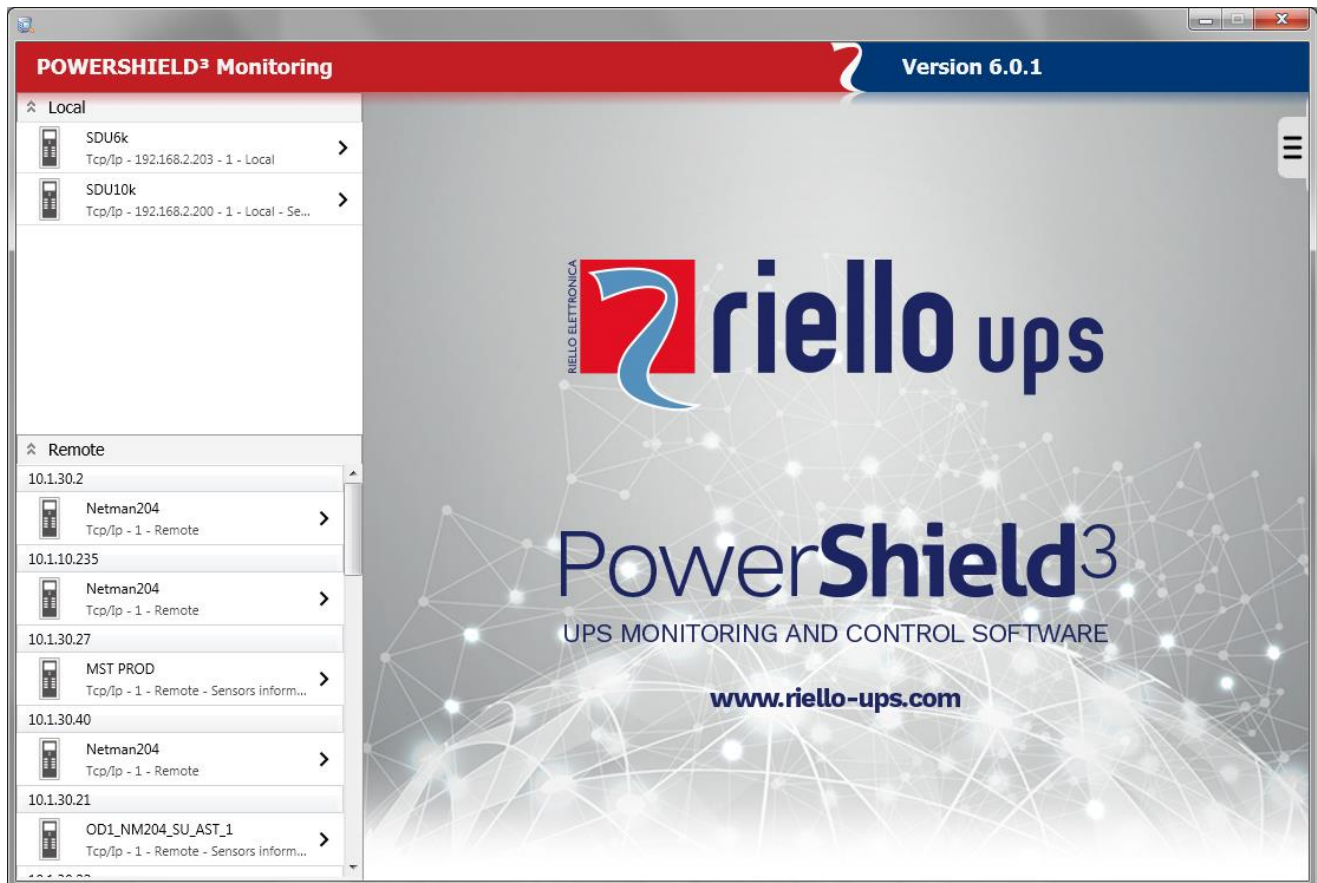 POWERSHIELD³ Monitoring
Version 6.0.1
Local
SDU6k
Tcp/Ip - 192.168.2.203 - 1 - Local
SDU10k
Tcp/Ip - 192.168.2.200 - 1 - Local - Se...
Remote
10.1.30.2
Netman204
Tcp/Ip - 1 - Remote
10.1.10.235
Netman204
Tcp/Ip - 1 - Remote
10.1.30.27
MST PROD
Tcp/Ip - 1 - Remote - Sensors inform...
10.1.30.40
Netman204
Tcp/Ip - 1 - Remote
10.1.30.21
OD1_NM204_SU_AST_1
Tcp/Ip - 1 - Remote - Sensors inform...
RIELLO ELETTRONICA
riello ups
PowerShield3
UPS MONITORING AND CONTROL SOFTWARE
www.riello-ups.com